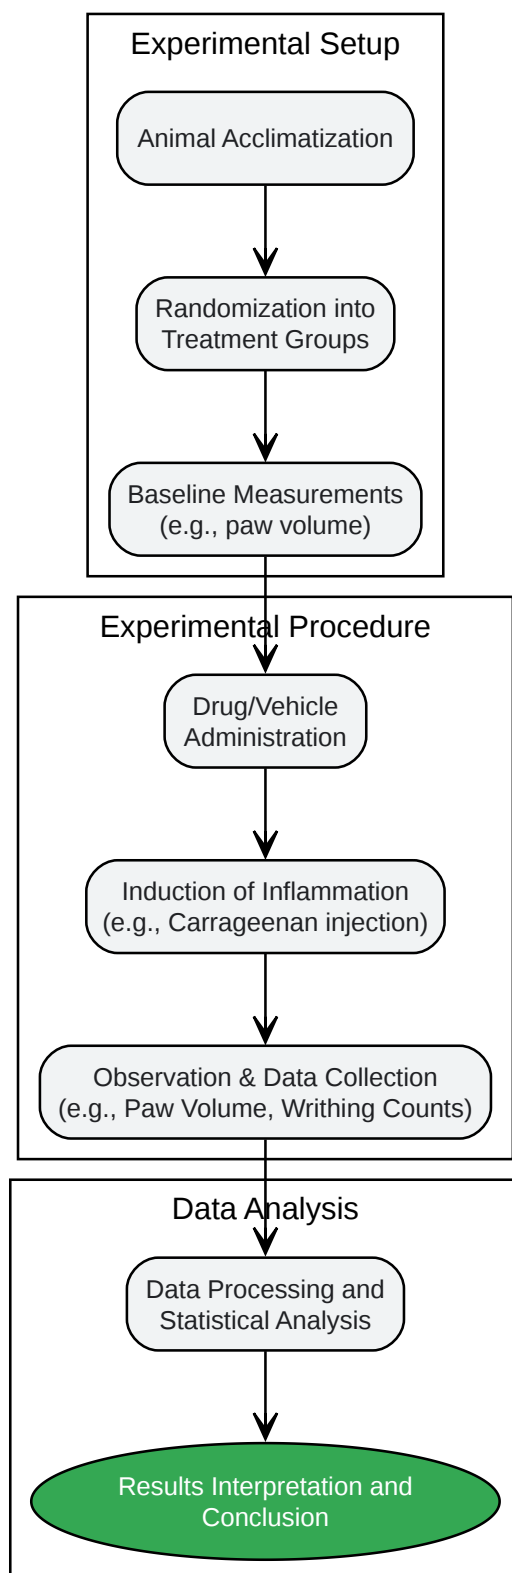 Experimental Setup
Animal Acclimatization
Randomization into
Treatment Groups
Baseline Measurements
(e.g., paw volume)
Experimental Procedure
Drug/Vehicle
Administration
Induction of Inflammation
(e.g., Carrageenan injection)
Observation & Data Collection
(e.g., Paw Volume, Writhing Counts)
Data Analysis
Data Processing and
Statistical Analysis
Results Interpretation and
Conclusion